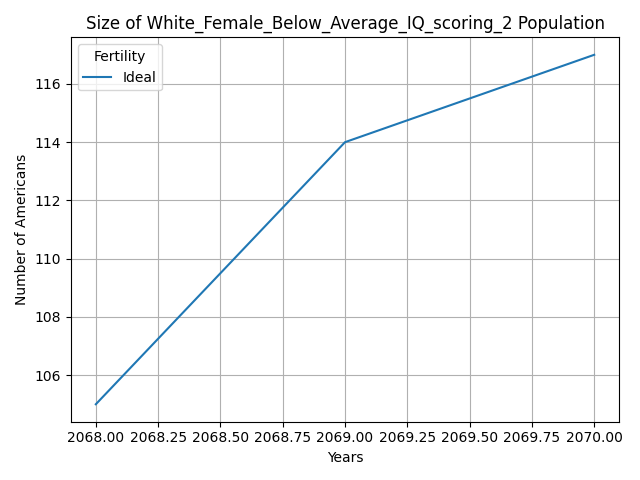 Size of White_Female_Below_Average_IQ_scoring_2 Population
Fertility
Ideal
Number of Americans
116
114
112
110
108
106
2068.00 2068.25 2068.50 2068.75 2069.00 2069.25 2069.50 2069.75 2070.00
Years